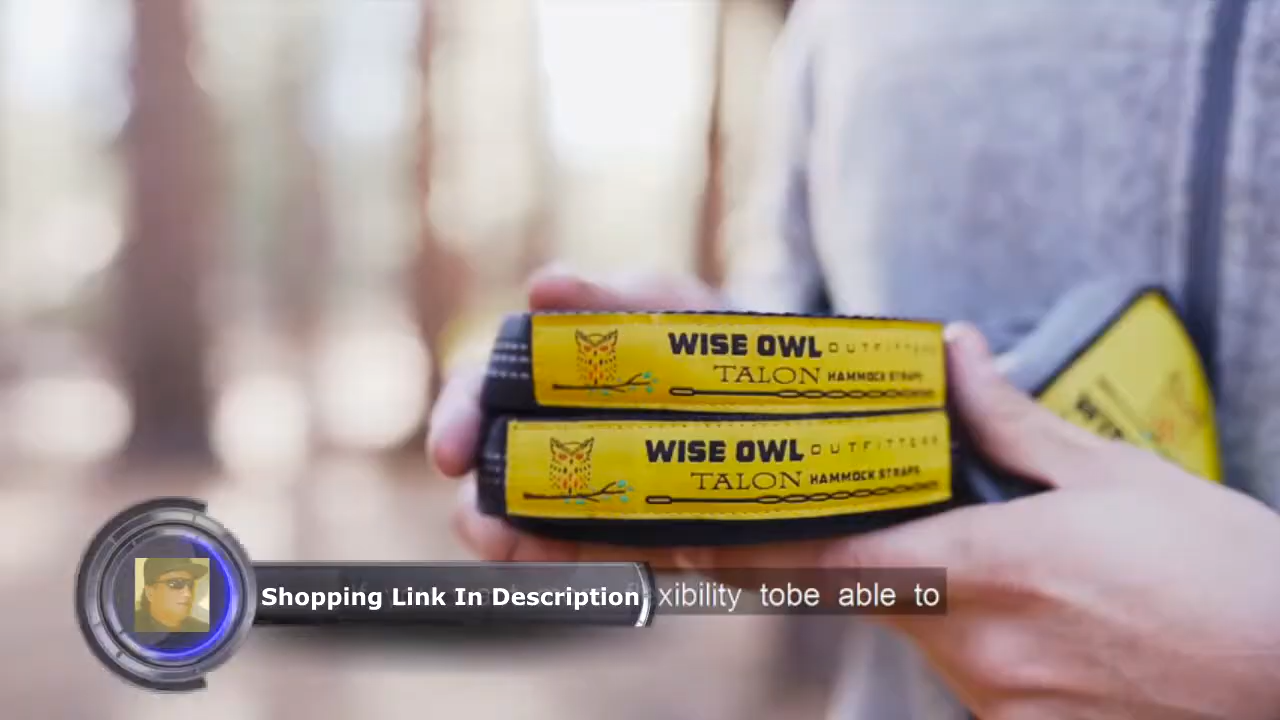 WISE OWL OUTFITTERS
TALON HAMMOCK STRAPS
WISE OWL OUTFITTERS
TALON HAMMOCK STRAPS
Shopping Link In Description
xibility tobe able to